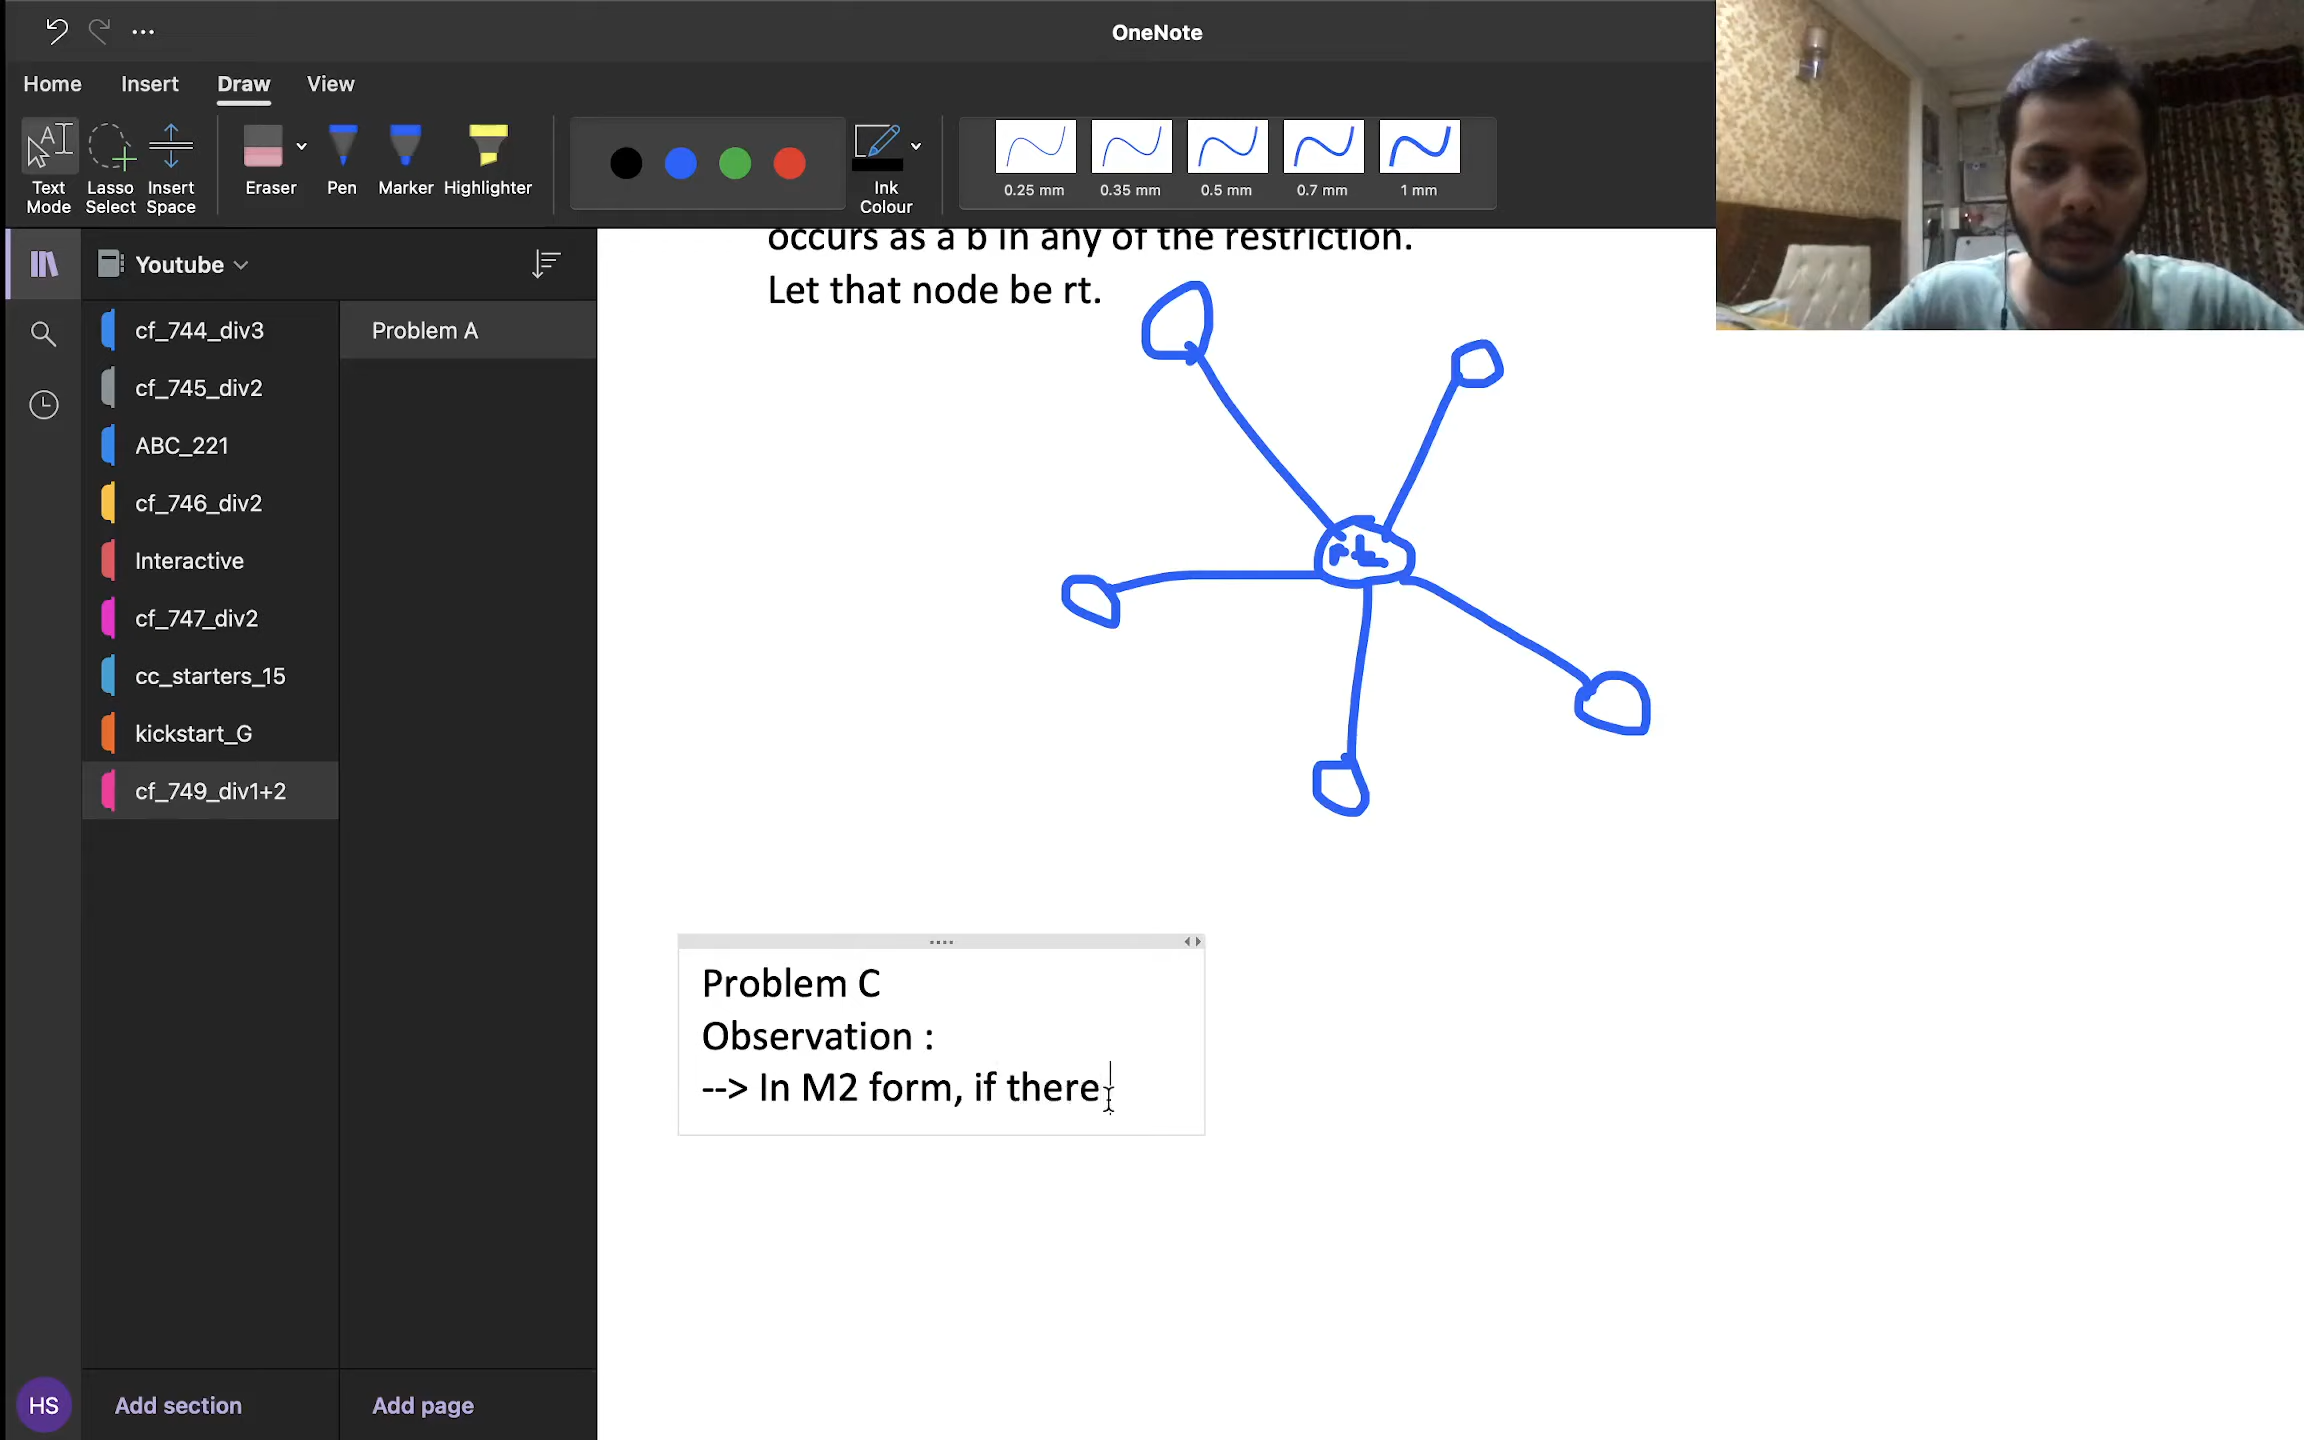 OneNote
Home Insert Draw View
Text Mode
Lasso Select
Insert Space
Eraser
Pen
Marker
Highlighter
Ink Colour
0.25 mm
0.35 mm
0.5 mm
0.7 mm
1 mm
Youtube
cf_744_div3
cf_745_div2
ABC_221
cf_746_div2
Interactive
cf_747_div2
cc_starters_15
kickstart_G
cf_749_div1+2
Problem A
occurs as a b in any of the restriction.
Let that node be rt.
rt
Problem C
Observation :
--> In M2 form, if there
HS
Add section
Add page